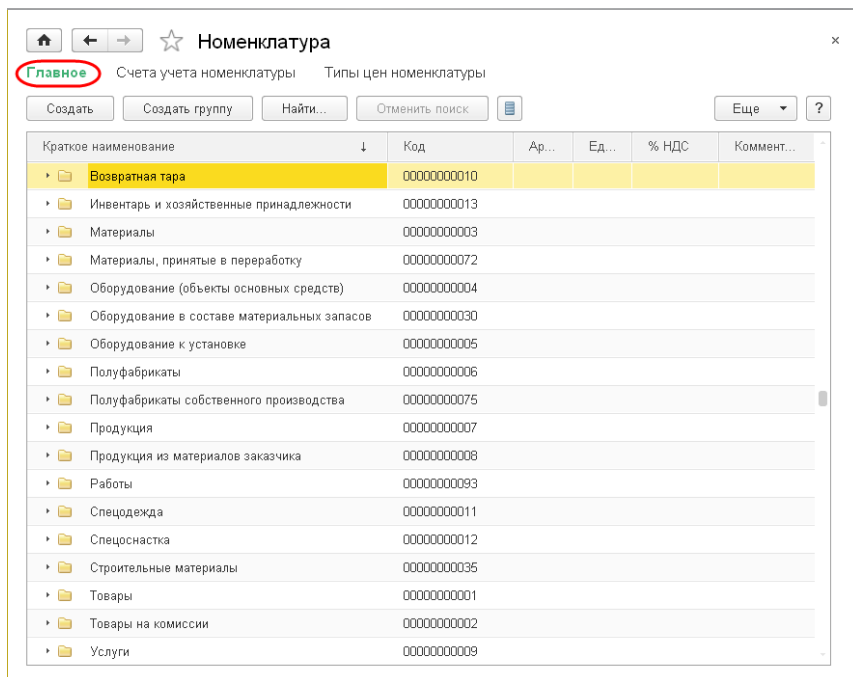 Номенклатура
Главное Счета учета номенклатуры Типы цен номенклатуры
Создать Создать группу Найти... Отменить поиск Еще ?
Краткое наименование ↓ Код Ар... Ед... % НДС Коммент...
Возвратная тара 00000000010
Инвентарь и хозяйственные принадлежности 00000000013
Материалы 00000000003
Материалы, принятые в переработку 00000000072
Оборудование (объекты основных средств) 00000000004
Оборудование в составе материальных запасов 00000000030
Оборудование к установке 00000000005
Полуфабрикаты 00000000006
Полуфабрикаты собственного производства 00000000075
Продукция 00000000007
Продукция из материалов заказчика 00000000008
Работы 00000000093
Спецодежда 00000000011
Спецоснастка 00000000012
Строительные материалы 00000000035
Товары 00000000001
Товары на комиссии 00000000002
Услуги 00000000009